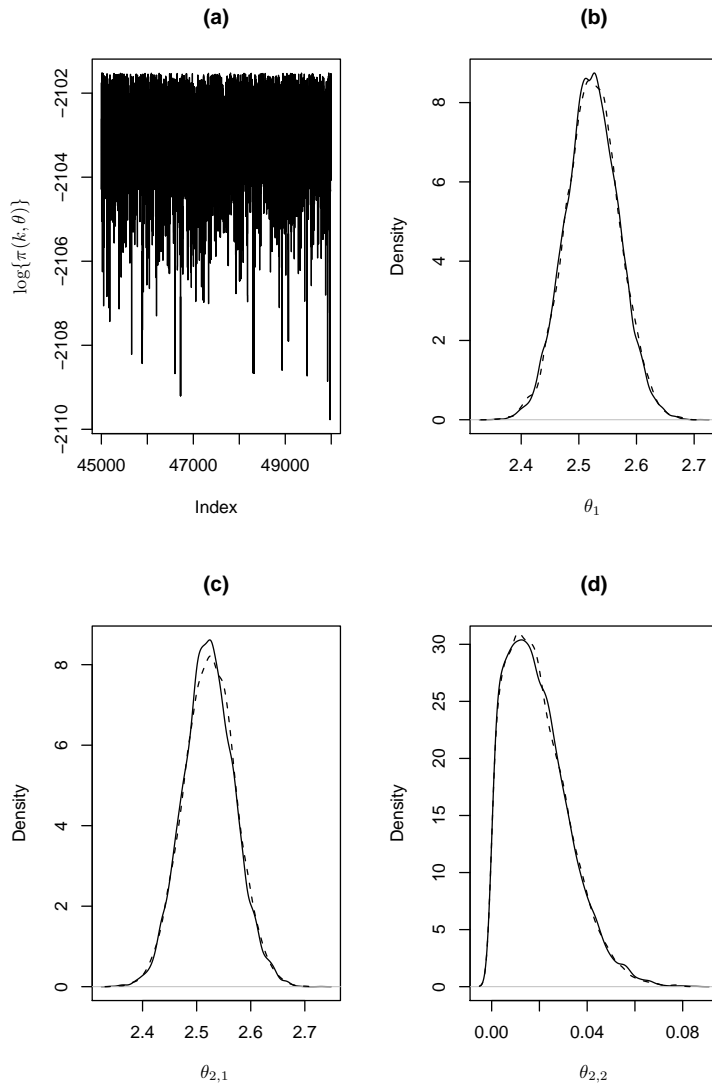 (a)
−2102
−2104
−2106
−2108
−2110
log{π(k, θ)}
45000 47000 49000
Index
(b)
8
6
4
2
0
Density
2.4 2.5 2.6 2.7
θ₁
(c)
8
6
4
2
0
Density
2.4 2.5 2.6 2.7
θ₂,₁
(d)
30
25
20
15
10
5
0
Density
0.00 0.04 0.08
θ₂,₂